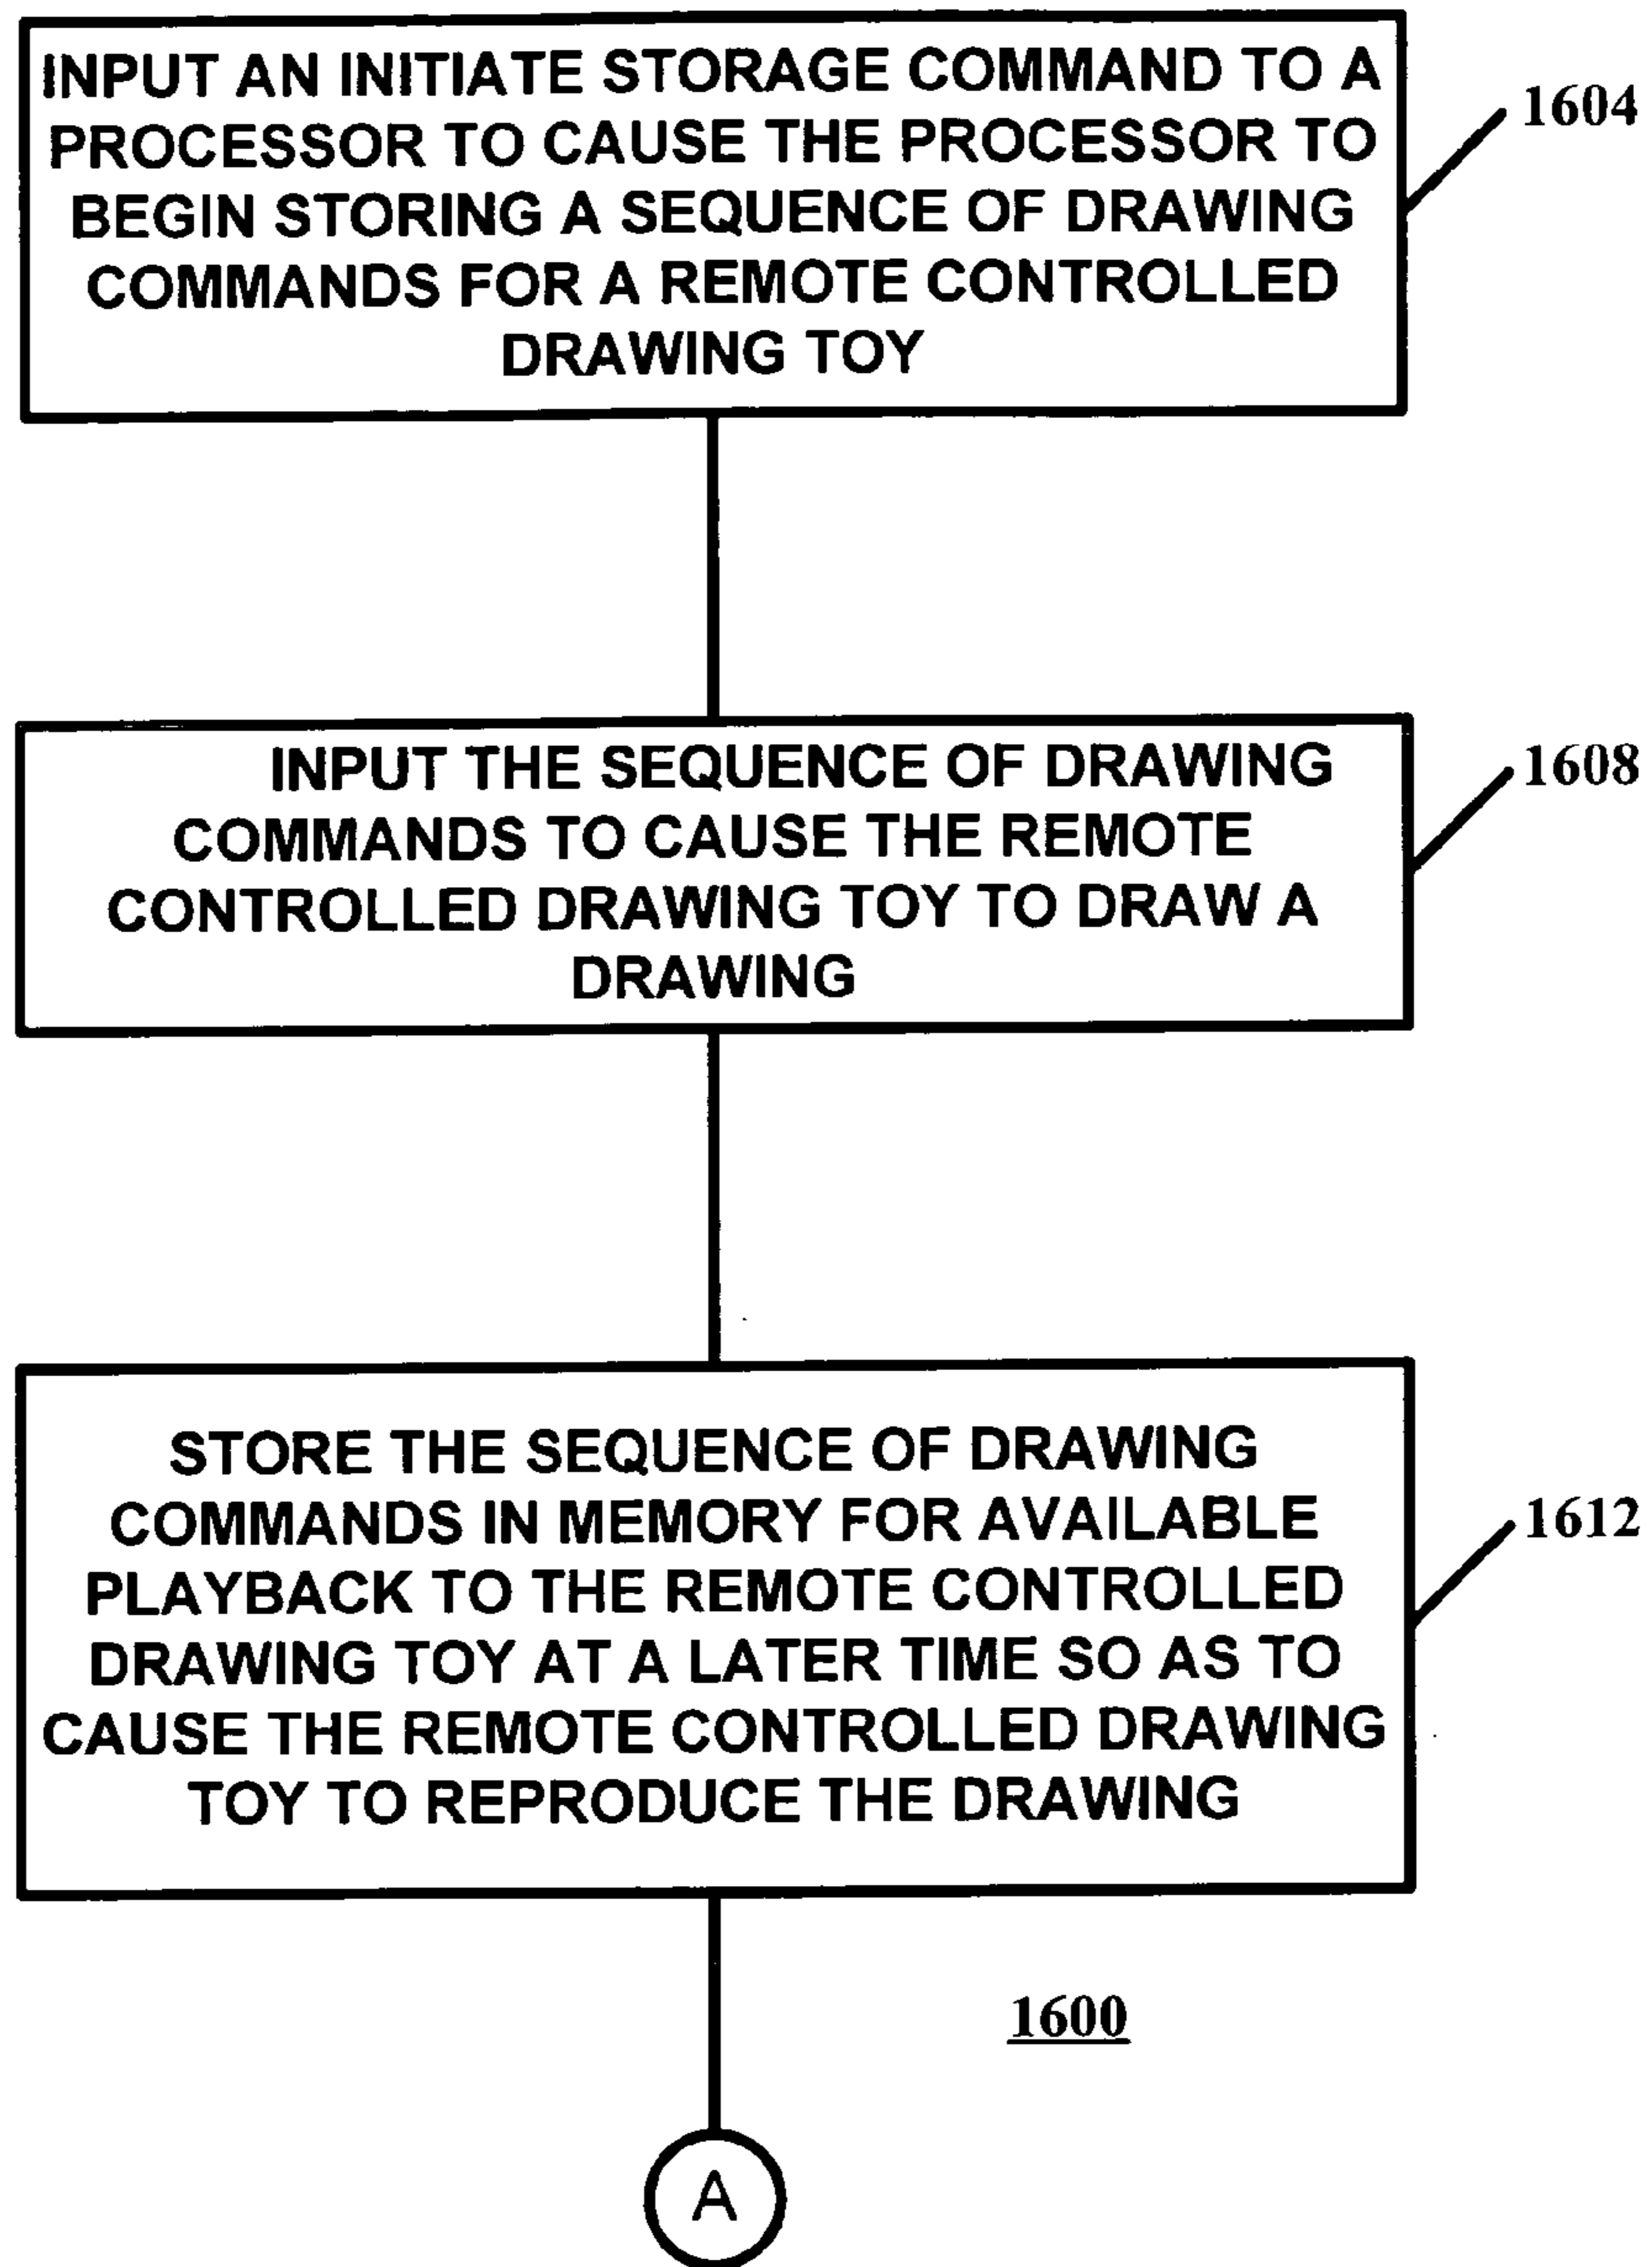 INPUT AN INITIATE STORAGE COMMAND TO A
PROCESSOR TO CAUSE THE PROCESSOR TO
BEGIN STORING A SEQUENCE OF DRAWING
COMMANDS FOR A REMOTE CONTROLLED
DRAWING TOY
1604
INPUT THE SEQUENCE OF DRAWING
COMMANDS TO CAUSE THE REMOTE
CONTROLLED DRAWING TOY TO DRAW A
DRAWING
1608
STORE THE SEQUENCE OF DRAWING
COMMANDS IN MEMORY FOR AVAILABLE
PLAYBACK TO THE REMOTE CONTROLLED
DRAWING TOY AT A LATER TIME SO AS TO
CAUSE THE REMOTE CONTROLLED DRAWING
TOY TO REPRODUCE THE DRAWING
1612
1600
A